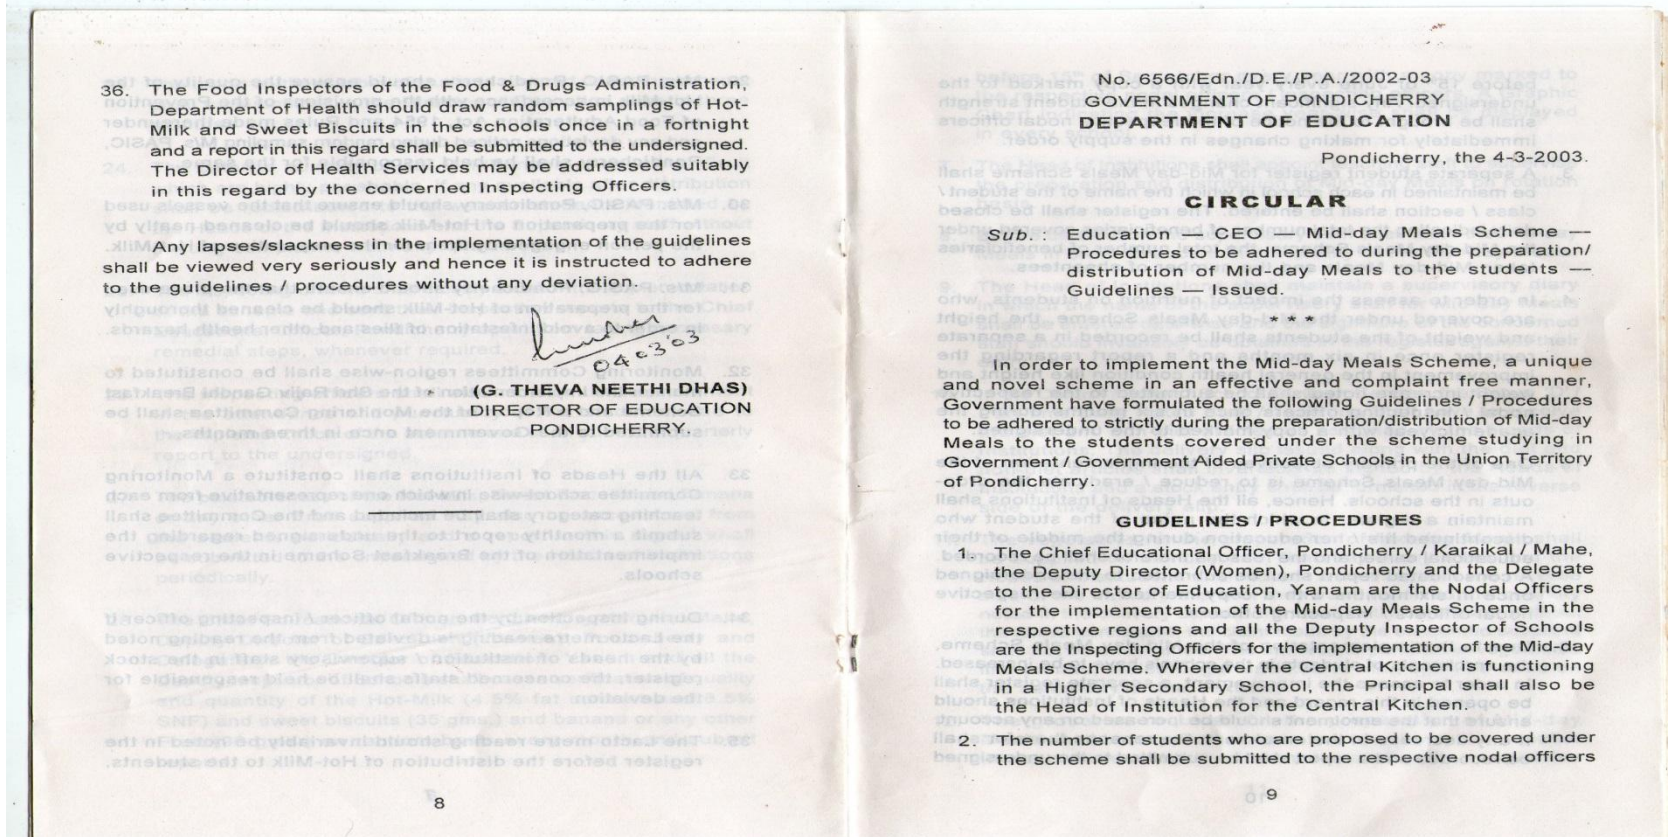 36. The Food Inspectors of the Food & Drugs Administration,
Department of Health should draw random samplings of Hot-
Milk and Sweet Biscuits in the schools once in a fortnight
and a report in this regard shall be submitted to the undersigned.
The Director of Health Services may be addressed suitably
in this regard by the concerned Inspecting Officers.
Any lapses/slackness in the implementation of the guidelines
shall be viewed very seriously and hence it is instructed to adhere
to the guidelines / procedures without any deviation.
04 03 '03
(G. THEVA NEETHI DHAS)
DIRECTOR OF EDUCATION
PONDICHERRY.
8
No. 6566/Edn./D.E./P.A./2002-03
GOVERNMENT OF PONDICHERRY
DEPARTMENT OF EDUCATION
Pondicherry, the 4-3-2003.
CIRCULAR
Sub. : Education — CEO — Mid-day Meals Scheme —
Procedures to be adhered to during the preparation/
distribution of Mid-day Meals to the students —
Guidelines — Issued.
* * *
In order to implement the Mid-day Meals Scheme, a unique
and novel scheme in an effective and complaint free manner,
Government have formulated the following Guidelines / Procedures
to be adhered to strictly during the preparation/distribution of Mid-day
Meals to the students covered under the scheme studying in
Government / Government Aided Private Schools in the Union Territory
of Pondicherry.
GUIDELINES / PROCEDURES
1. The Chief Educational Officer, Pondicherry / Karaikal / Mahe,
the Deputy Director (Women), Pondicherry and the Delegate
to the Director of Education, Yanam are the Nodal Officers
for the implementation of the Mid-day Meals Scheme in the
respective regions and all the Deputy Inspector of Schools
are the Inspecting Officers for the implementation of the Mid-day
Meals Scheme. Wherever the Central Kitchen is functioning
in a Higher Secondary School, the Principal shall also be
the Head of Institution for the Central Kitchen.
2. The number of students who are proposed to be covered under
the scheme shall be submitted to the respective nodal officers
9